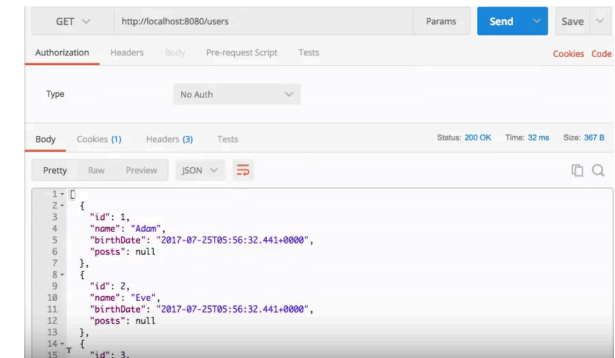 GET http://localhost:8080/users Params Send Save
Authorization Headers Body Pre-request Script Tests Cookies Code
Type No Auth
Body Cookies (1) Headers (3) Tests Status: 200 OK Time: 32 ms Size: 367 B
Pretty Raw Preview JSON
1 [
2 {
3 "id": 1,
4 "name": "Adam",
5 "birthDate": "2017-07-25T05:56:32.441+0000",
6 "posts": null
7 },
8 {
9 "id": 2,
10 "name": "Eve",
11 "birthDate": "2017-07-25T05:56:32.441+0000",
12 "posts": null
13 },
14 {
15 "id": 3,